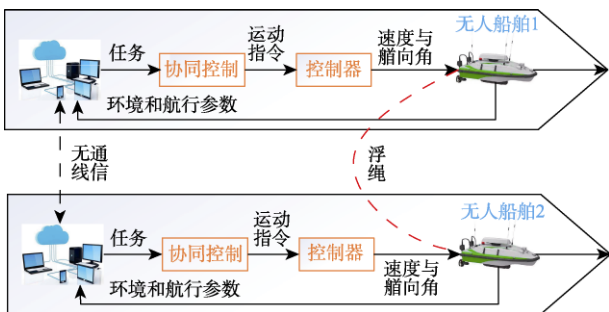 无人船舶1
任务
协同控制
运动
指令
控制器
速度与
艏向角
环境和航行参数
无通
线信
浮
绳
无人船舶2
任务
协同控制
运动
指令
控制器
速度与
艏向角
环境和航行参数